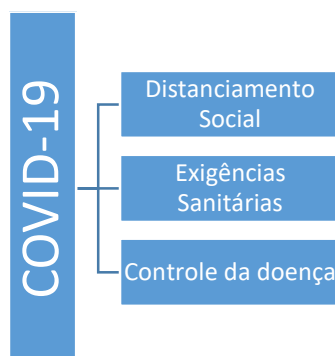 COVID-19
Distanciamento
Social
Exigências
Sanitárias
Controle da doença